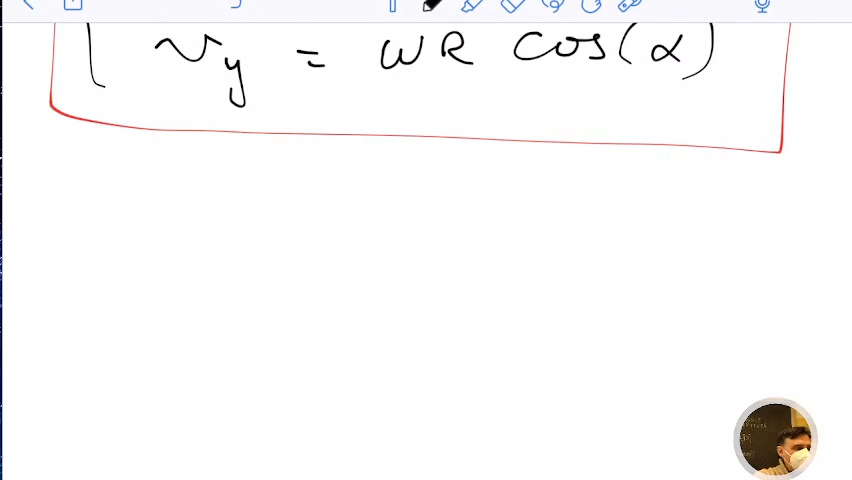 v_y = ωR cos(α)